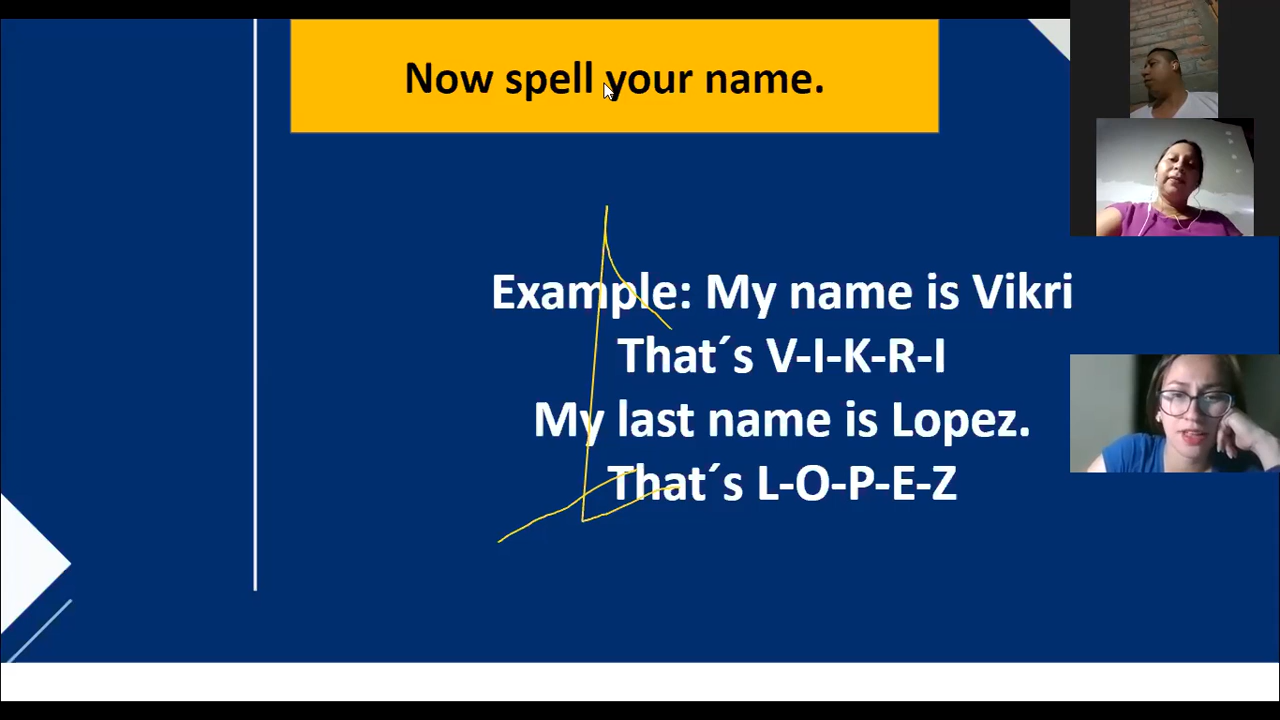 Now spell your name.
Example: My name is Vikri
That´s V-I-K-R-I
My last name is Lopez.
That´s L-O-P-E-Z